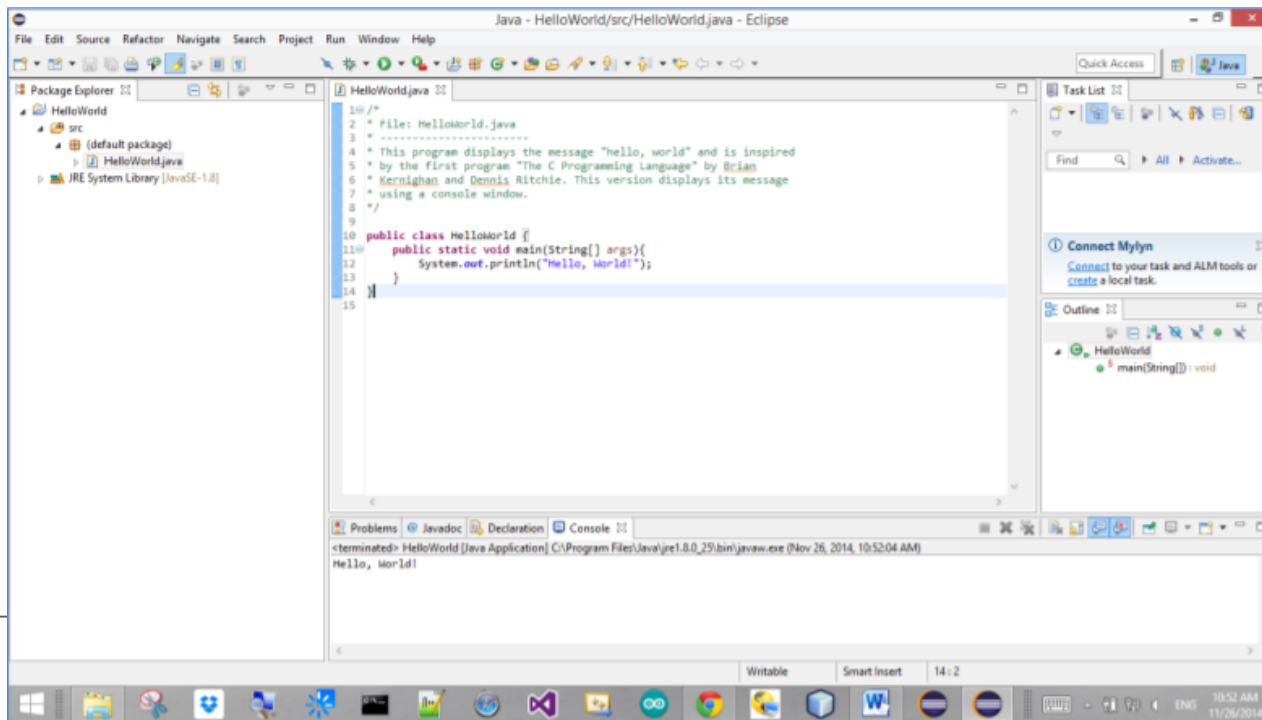 Java - HelloWorld/src/HelloWorld.java - Eclipse
File Edit Source Refactor Navigate Search Project Run Window Help
Quick Access
Java
Package Explorer
HelloWorld
src
(default package)
HelloWorld.java
JRE System Library [JavaSE-1.8]
HelloWorld.java
1 /*
2 * File: HelloWorld.java
3 * ------------------------
4 * This program displays the message "hello, world" and is inspired
5 * by the first program "The C Programming Language" by Brian
6 * Kernighan and Dennis Ritchie. This version displays its message
7 * using a console window.
8 */
9
10 public class HelloWorld {
11 public static void main(String[] args){
12 System.out.println("Hello, World!");
13 }
14 }
15
Task List
Find All Activate...
Connect Mylyn
Connect to your task and ALM tools or
create a local task.
Outline
HelloWorld
main(String[]) : void
Problems @ Javadoc Declaration Console
<terminated> HelloWorld [Java Application] C:\Program Files\Java\jre1.8.0_25\bin\javaw.exe (Nov 26, 2014, 10:52:04 AM)
Hello, World!
Writable Smart Insert 14 : 2
ENG
10:52 AM
11/26/2014